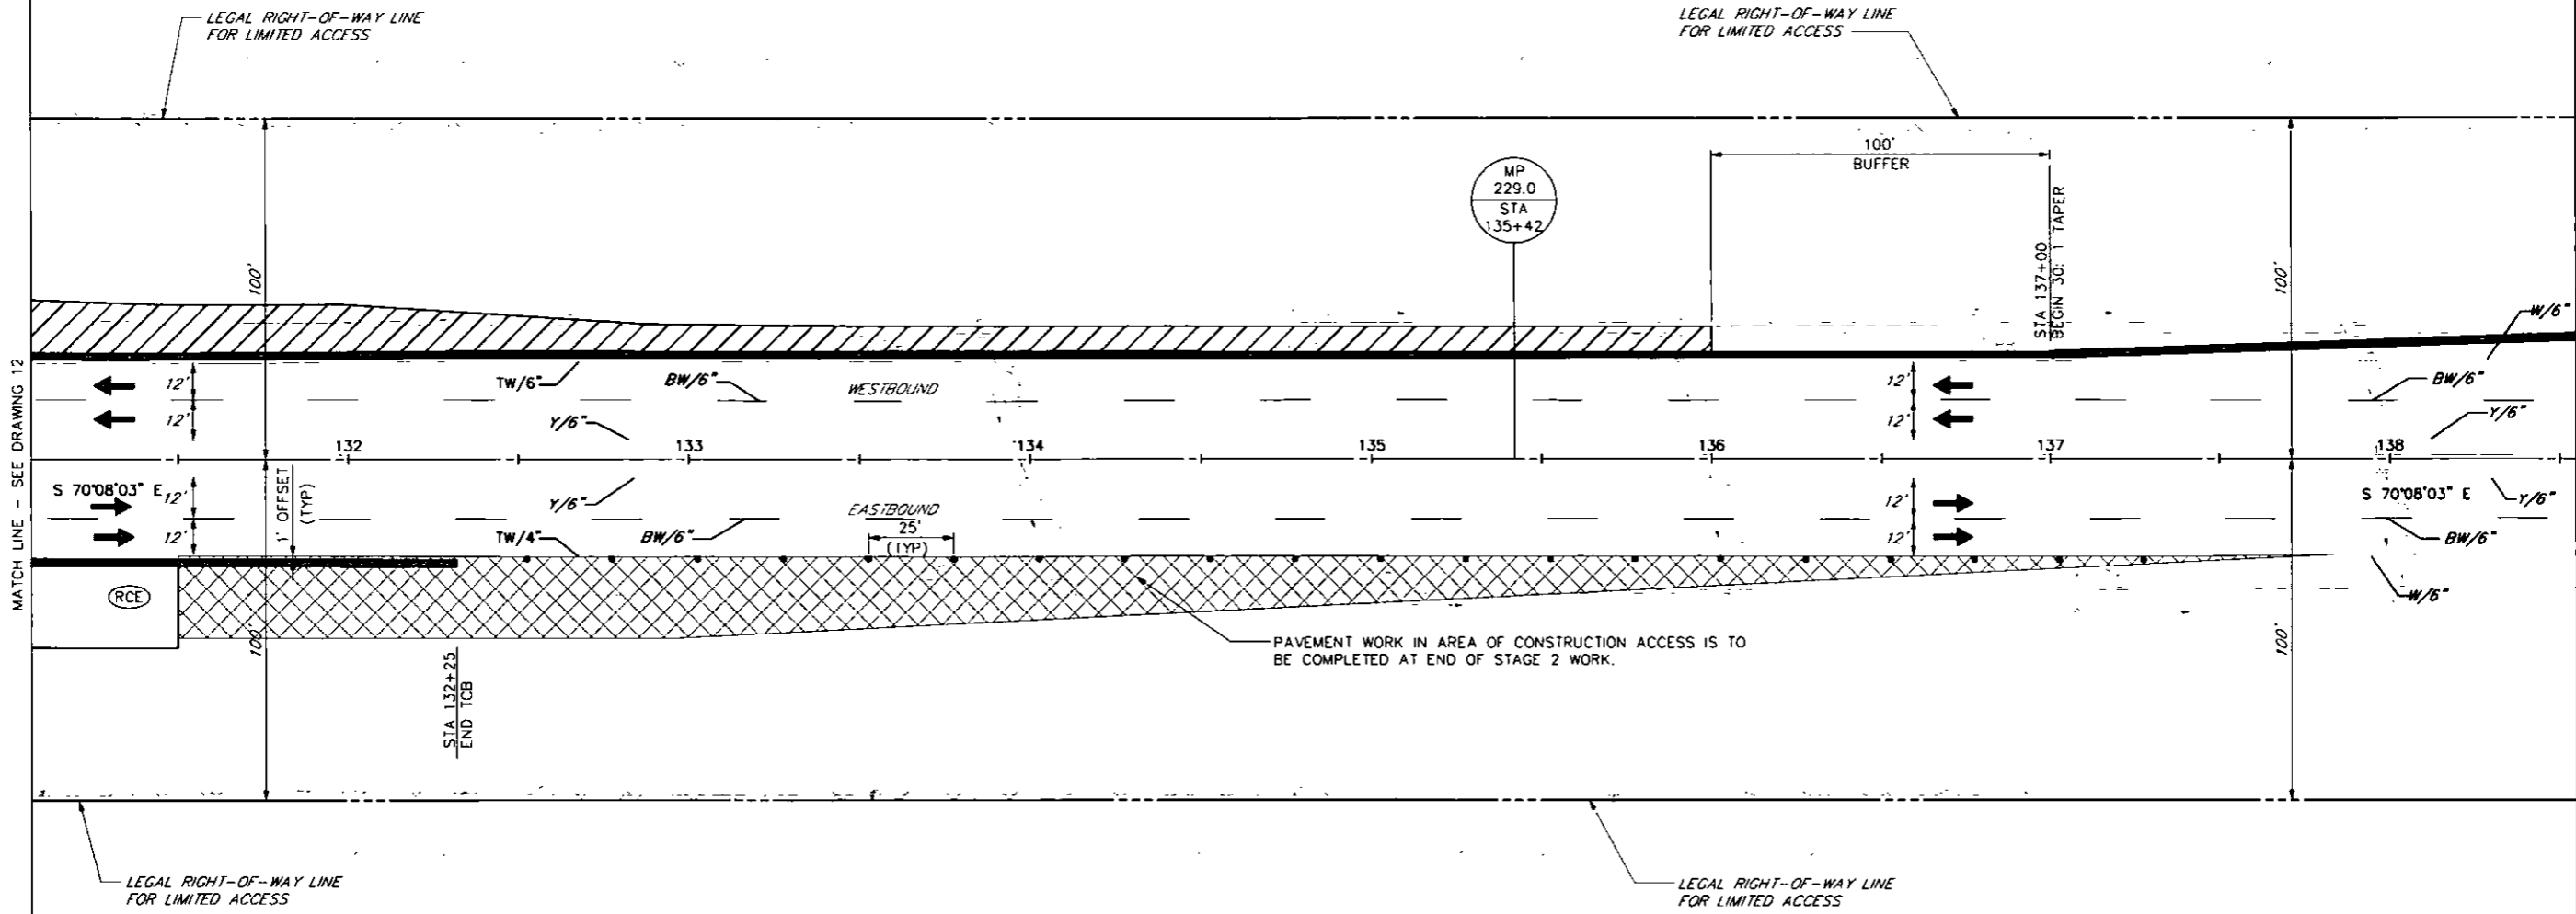 LEGAL RIGHT-OF-WAY LINE
FOR LIMITED ACCESS
LEGAL RIGHT-OF-WAY LINE
FOR LIMITED ACCESS
100'
BUFFER
MP
229.0
STA
135+42
STA 137+00
BEGIN 30: 1 TAPER
100'
100'
W/6"
MATCH LINE - SEE DRAWING 12
12'
12'
TW/6"
BW/6"
WESTBOUND
12'
12'
BW/6"
Y/6"
Y/6"
132
133
134
135
136
137
138
S 70°08'03" E
12'
12'
1' OFFSET
(TYP)
Y/6"
EASTBOUND
25'
(TYP)
TW/4"
BW/6"
12'
12'
S 70°08'03" E
Y/6"
BW/6"
W/6"
RCE
100'
100'
PAVEMENT WORK IN AREA OF CONSTRUCTION ACCESS IS TO
BE COMPLETED AT END OF STAGE 2 WORK.
STA 132+25
END TCB
LEGAL RIGHT-OF-WAY LINE
FOR LIMITED ACCESS
LEGAL RIGHT-OF-WAY LINE
FOR LIMITED ACCESS